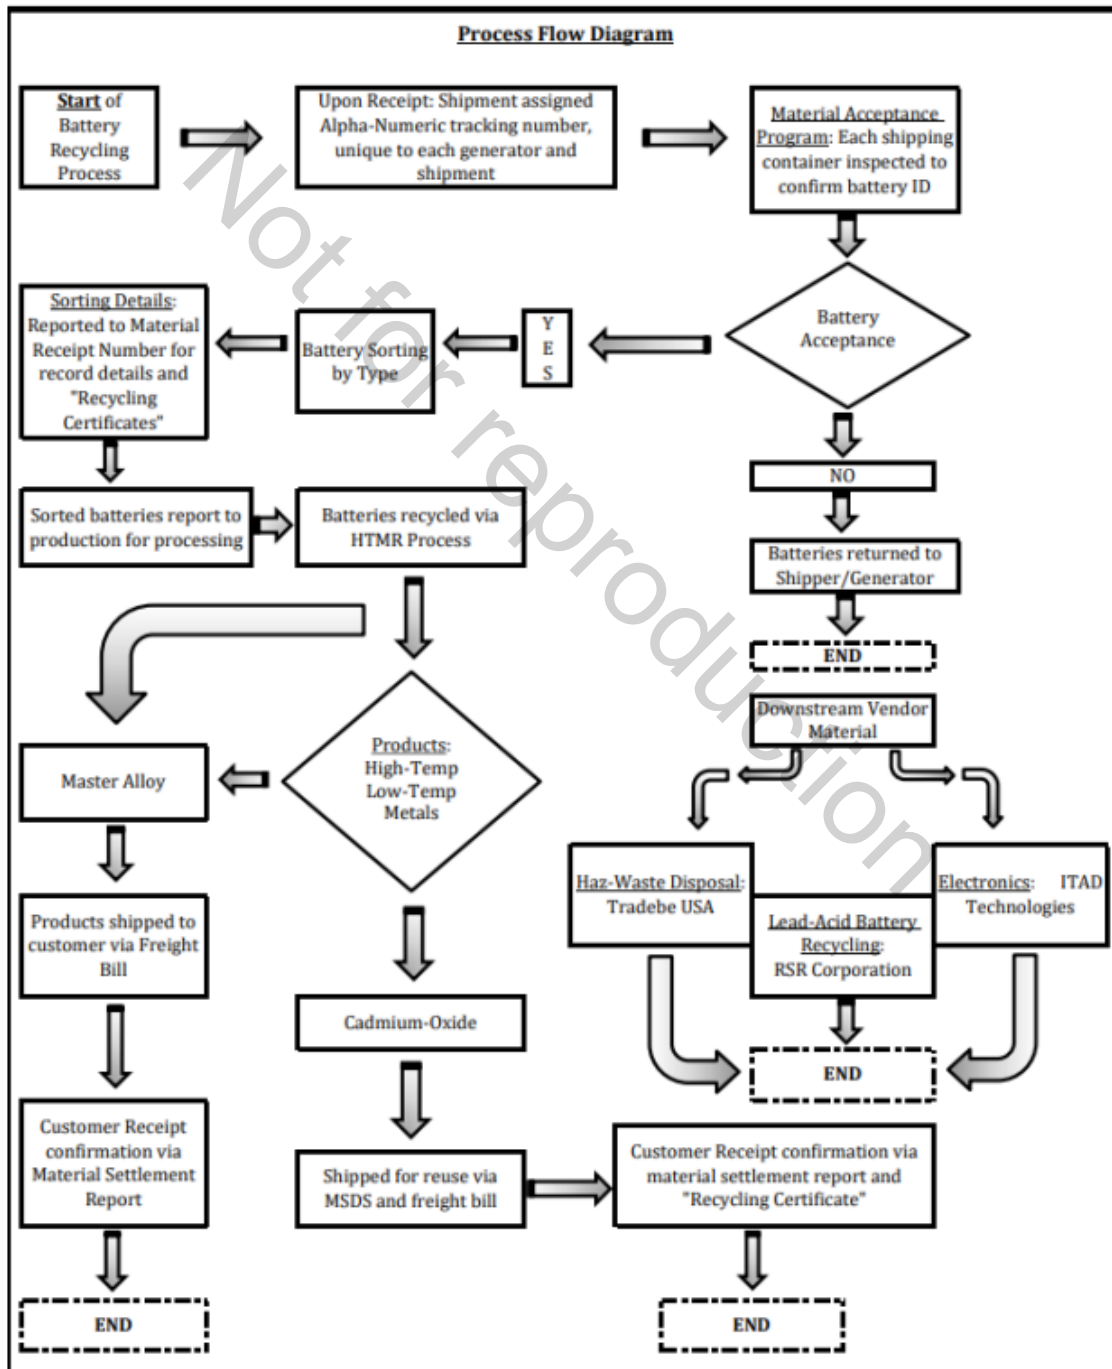 Process Flow Diagram
Start of
Battery
Recycling
Process
Upon Receipt: Shipment assigned
Alpha-Numeric tracking number,
unique to each generator and
shipment
Material Acceptance
Program: Each shipping
container inspected to
confirm battery ID
Sorting Details:
Reported to Material
Receipt Number for
record details and
"Recycling
Certificates"
Battery Sorting
by Type
Y
E
S
Battery
Acceptance
NO
Sorted batteries report to
production for processing
Batteries recycled via
HTMR Process
Batteries returned to
Shipper/Generator
END
Downstream Vendor
Material
Products:
High-Temp
Low-Temp
Metals
Master Alloy
Haz-Waste Disposal:
Tradebe USA
Lead-Acid Battery
Recycling:
RSR Corporation
Electronics: ITAD
Technologies
Products shipped to
customer via Freight
Bill
Cadmium-Oxide
END
Customer Receipt
confirmation via
Material Settlement
Report
Shipped for reuse via
MSDS and freight bill
Customer Receipt confirmation via
material settlement report and
"Recycling Certificate"
END
END
Not for reproduction